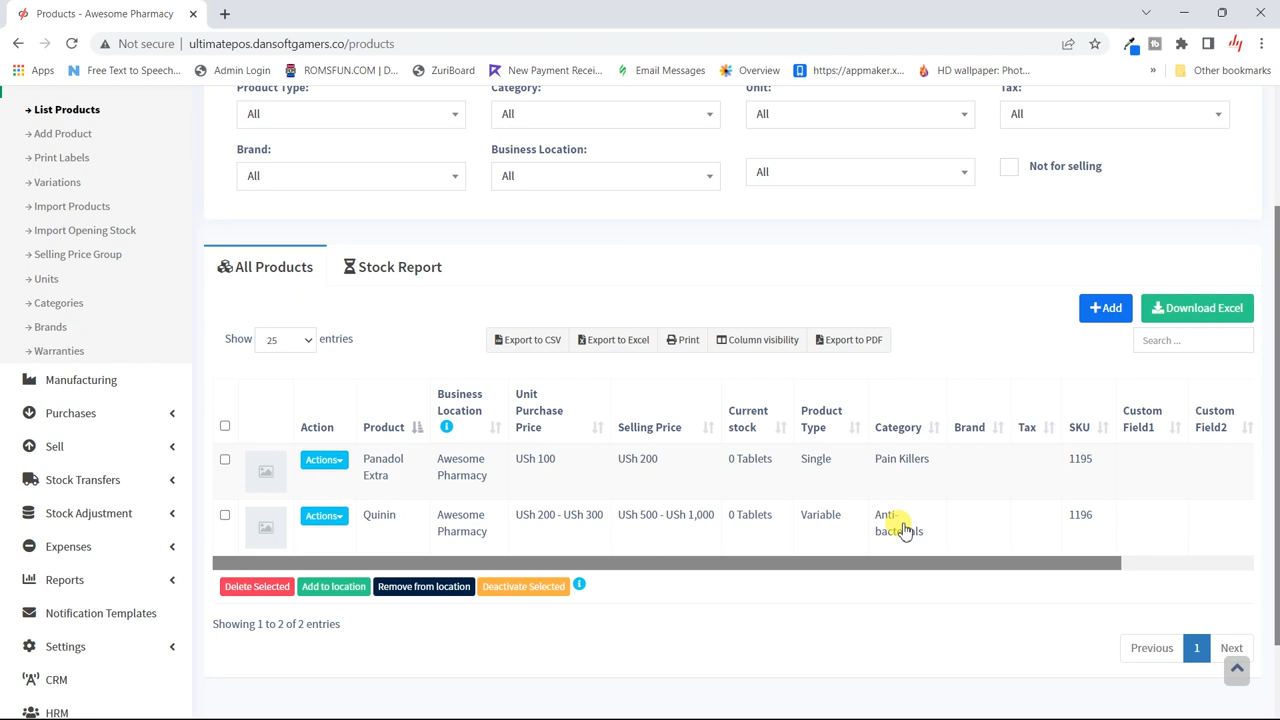 Products - Awesome Pharmacy
Not secure
ultimatepos.dansoftgamers.co/products
Apps
Free Text to Speech...
Admin Login
ROMSFUN.COM | D...
ZuriBoard
New Payment Recei...
Email Messages
Overview
https://appmaker.x...
HD wallpaper: Phot...
»
Other bookmarks
List Products
Add Product
Print Labels
Variations
Import Products
Import Opening Stock
Selling Price Group
Units
Categories
Brands
Warranties
Manufacturing
Purchases
Sell
Stock Transfers
Stock Adjustment
Expenses
Reports
Notification Templates
Settings
CRM
HRM
Product Type: Category: Unit: Tax:
All All All All
Brand: Business Location:
All All All Not for selling
All Products Stock Report
Add Download Excel
Show 25 entries Export to CSV Export to Excel Print Column visibility Export to PDF Search ...
Action Product Business Location Unit Purchase Price Selling Price Current stock Product Type Category Brand Tax SKU Custom Field1 Custom Field2
Actions Panadol Extra Awesome Pharmacy USh 100 USh 200 0 Tablets Single Pain Killers 1195
Actions Quinin Awesome Pharmacy USh 200 - USh 300 USh 500 - USh 1,000 0 Tablets Variable Anti-bacterials 1196
Delete Selected Add to location Remove from location Deactivate Selected
Showing 1 to 2 of 2 entries
Previous 1 Next